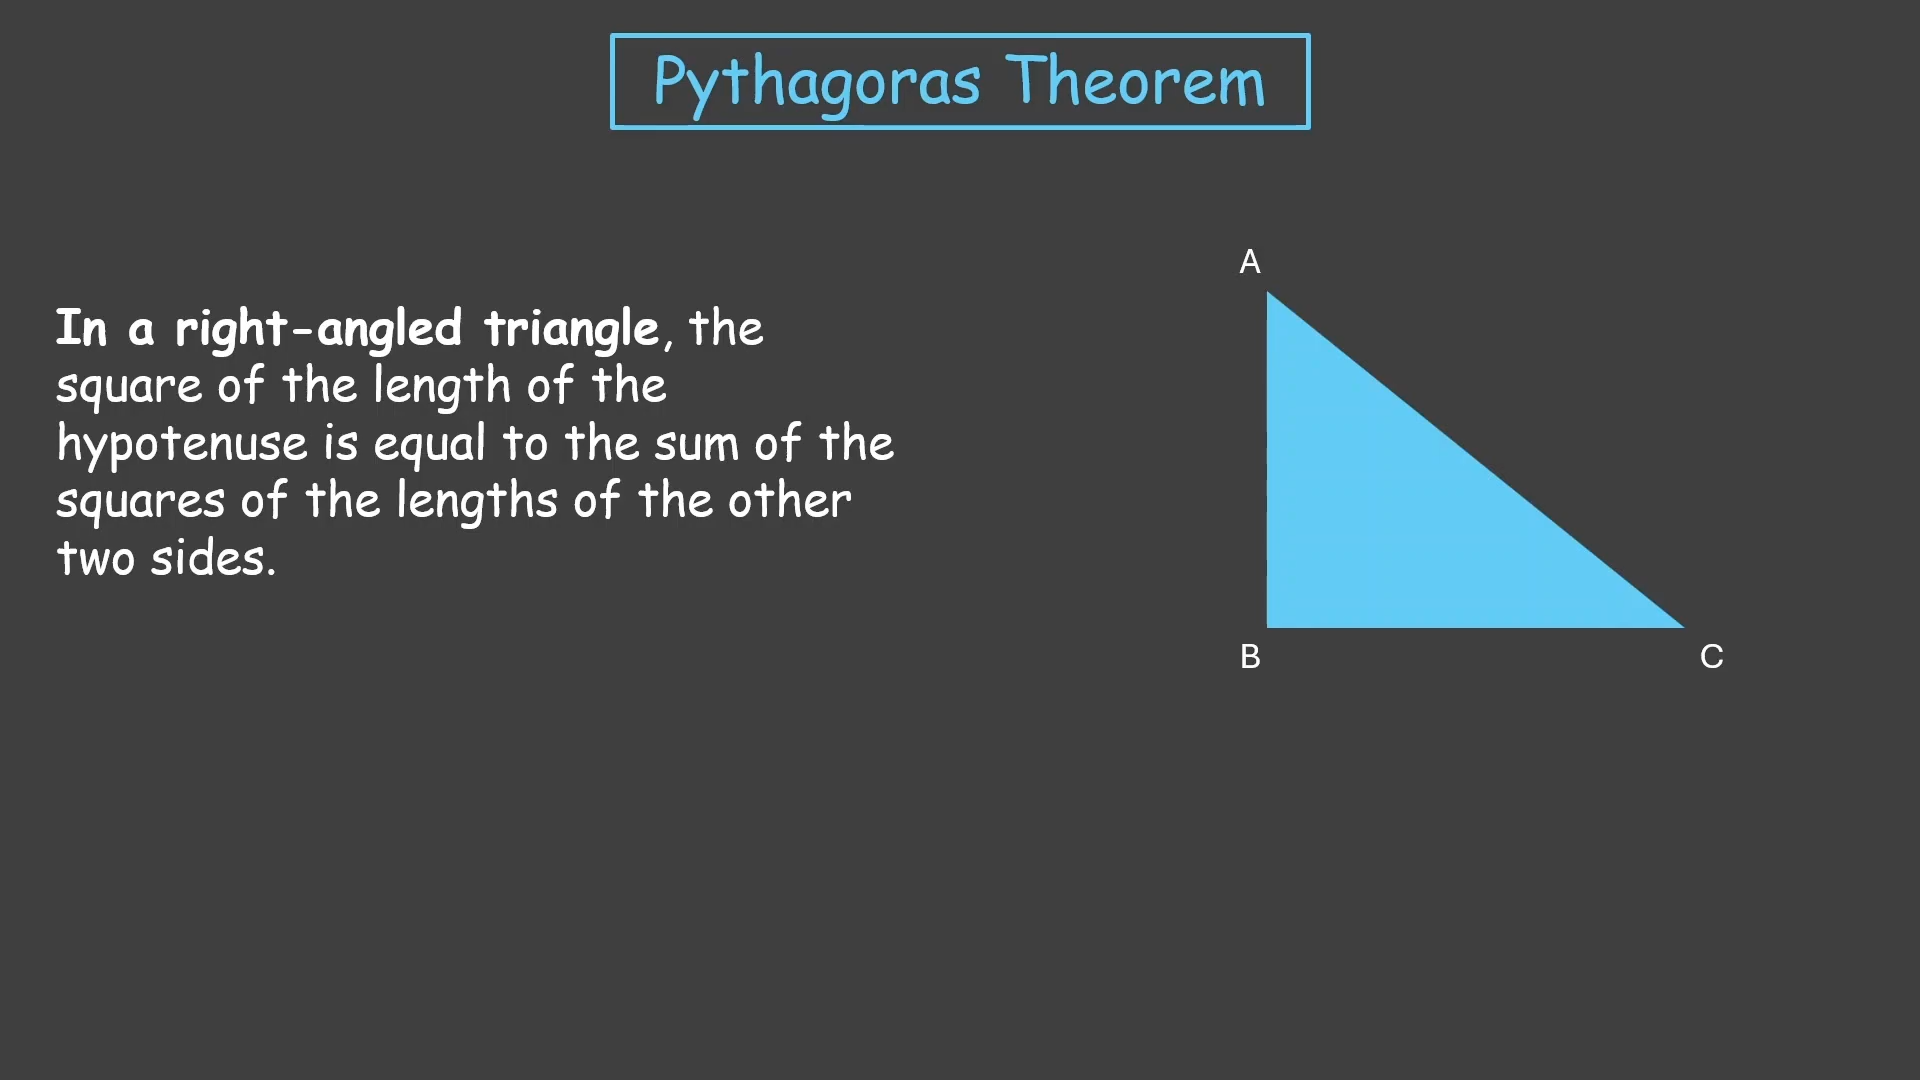 Pythagoras Theorem
In a right-angled triangle, the
square of the length of the
hypotenuse is equal to the sum of the
squares of the lengths of the other
two sides.
A
B
C